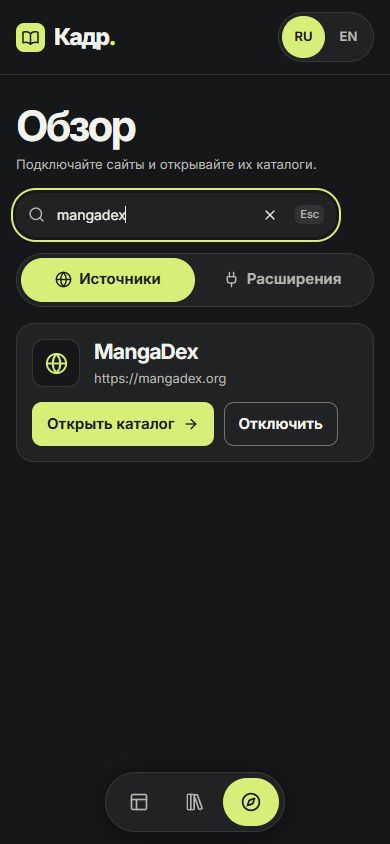 Кадр.
RU EN
Обзор
Подключайте сайты и открывайте их каталоги.
mangadex Esc
Источники Расширения
MangaDex
https://mangadex.org
Открыть каталог → Отключить